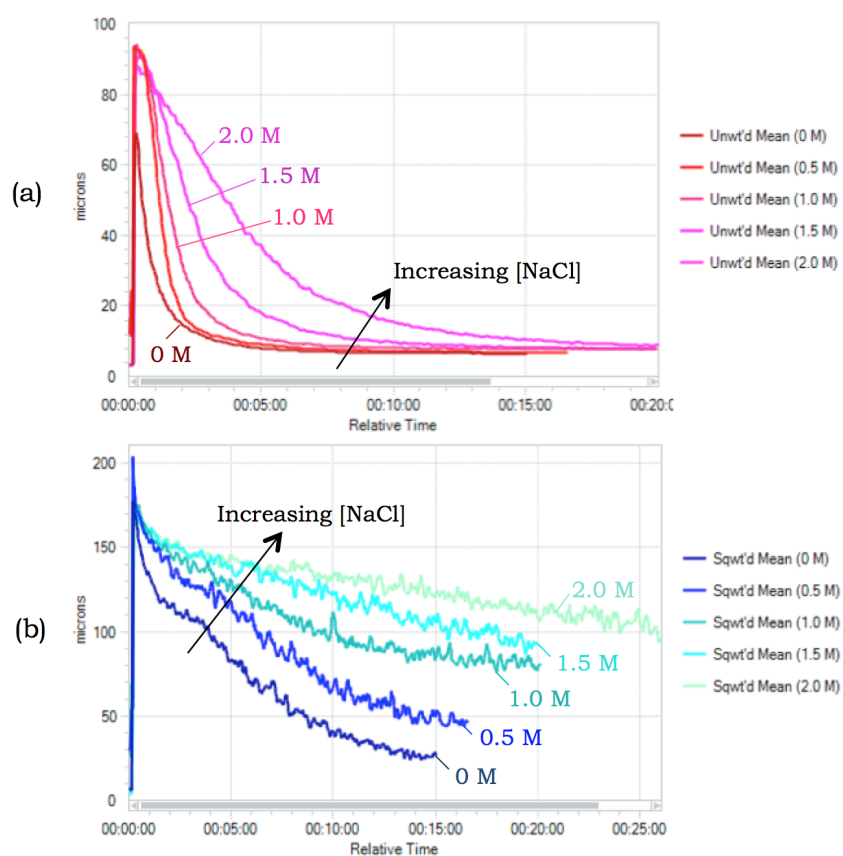 (a)
100
80
60
40
20
0
microns
2.0 M
1.5 M
1.0 M
0 M
Increasing [NaCl]
00:00:00 00:05:00 00:10:00 00:15:00 00:20:0
Relative Time
Unwt'd Mean (0 M)
Unwt'd Mean (0.5 M)
Unwt'd Mean (1.0 M)
Unwt'd Mean (1.5 M)
Unwt'd Mean (2.0 M)
(b)
200
150
100
50
0
microns
Increasing [NaCl]
2.0 M
1.5 M
1.0 M
0.5 M
0 M
00:00:00 00:05:00 00:10:00 00:15:00 00:20:00 00:25:00
Relative Time
Sqwt'd Mean (0 M)
Sqwt'd Mean (0.5 M)
Sqwt'd Mean (1.0 M)
Sqwt'd Mean (1.5 M)
Sqwt'd Mean (2.0 M)